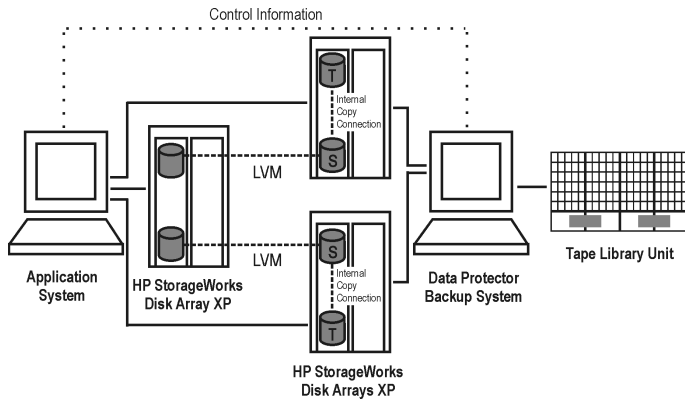 Control Information
T
Internal
Copy
Connection
S
LVM
LVM
S
Internal
Copy
Connection
T
Application
System
HP StorageWorks
Disk Array XP
HP StorageWorks
Disk Arrays XP
Data Protector
Backup System
Tape Library Unit